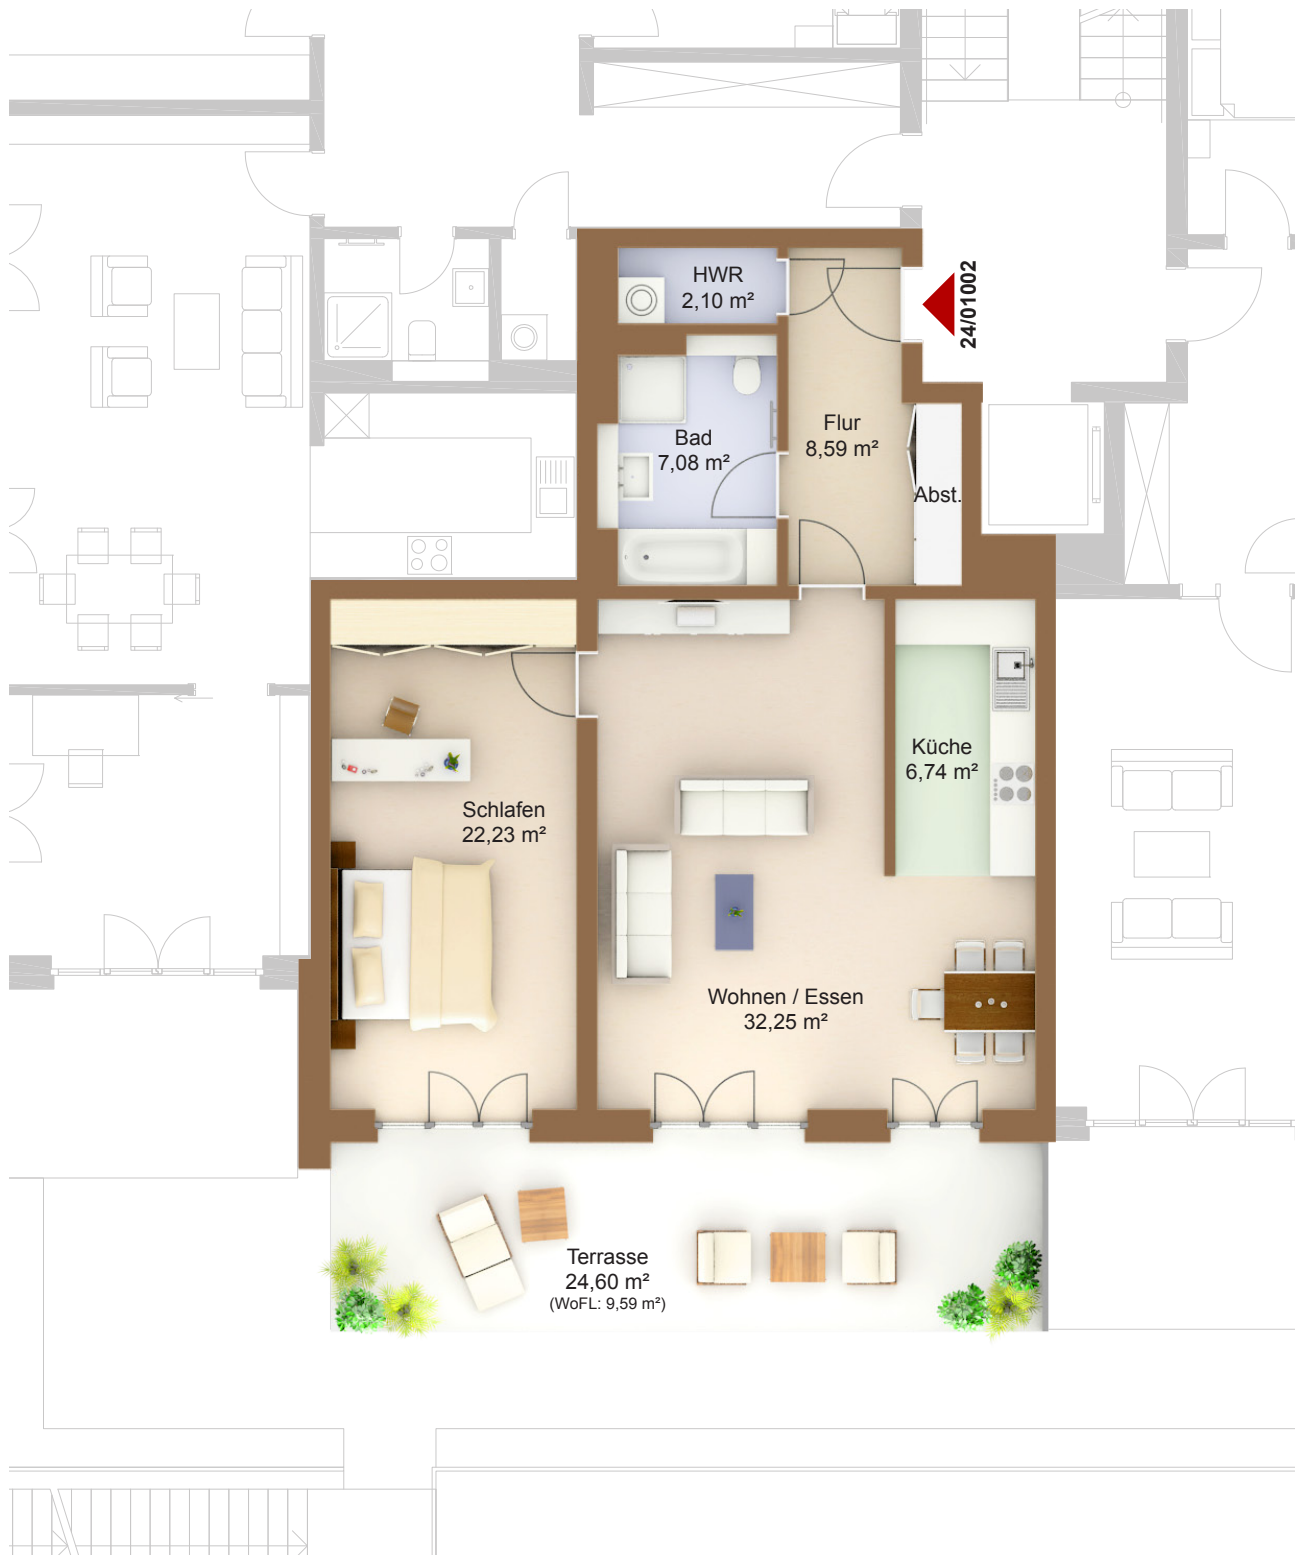 HWR
2,10 m²
24/01002
Flur
8,59 m²
Bad
7,08 m²
Abst.
Küche
6,74 m²
Schlafen
22,23 m²
Wohnen / Essen
32,25 m²
Terrasse
24,60 m²
(WoFL: 9,59 m²)